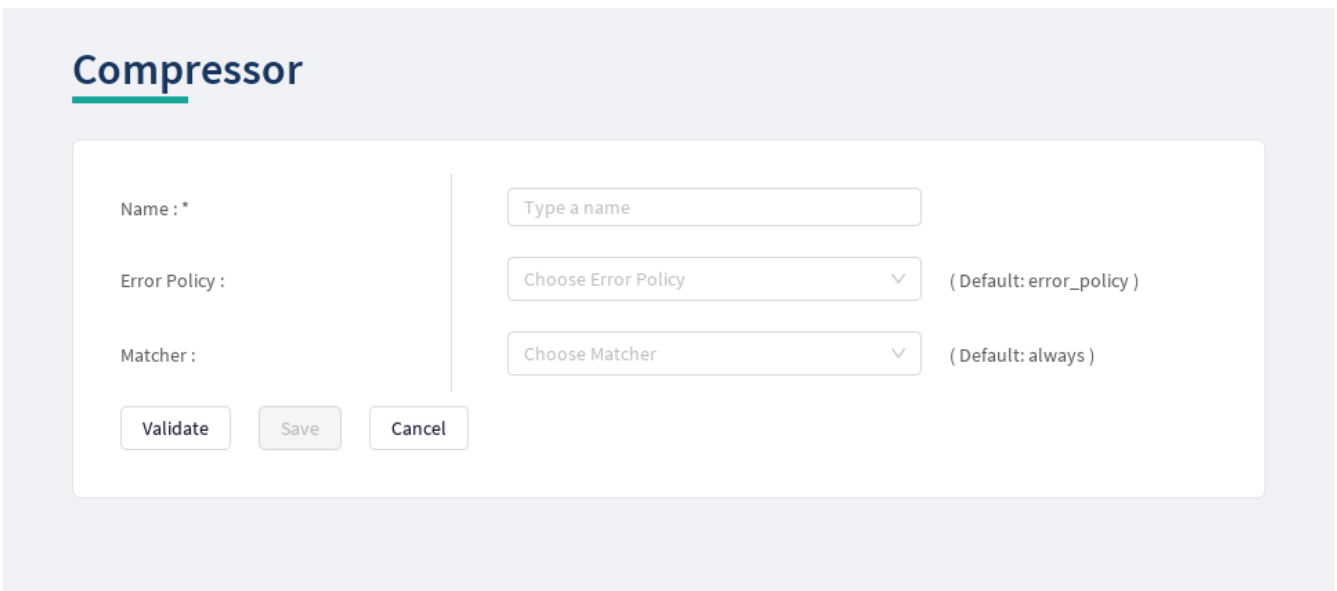 Compressor
Name : *
Type a name
Error Policy :
Choose Error Policy
( Default: error_policy )
Matcher :
Choose Matcher
( Default: always )
Validate
Save
Cancel